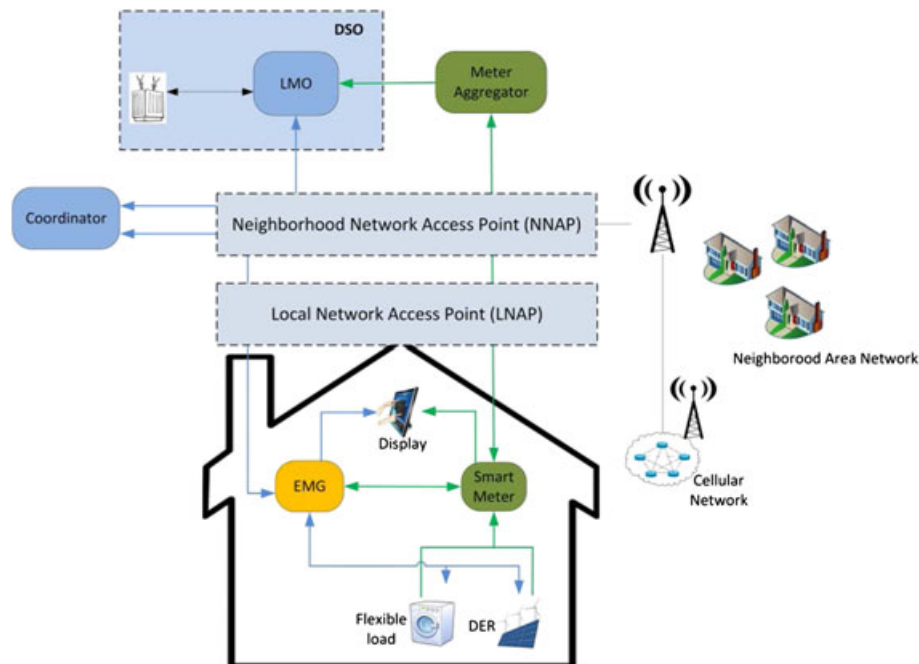 DSO
LMO
Meter
Aggregator
Coordinator
Neighborhood Network Access Point (NNAP)
Local Network Access Point (LNAP)
Neighborood Area Network
Display
EMG
Smart
Meter
Cellular
Network
Flexible
load
DER